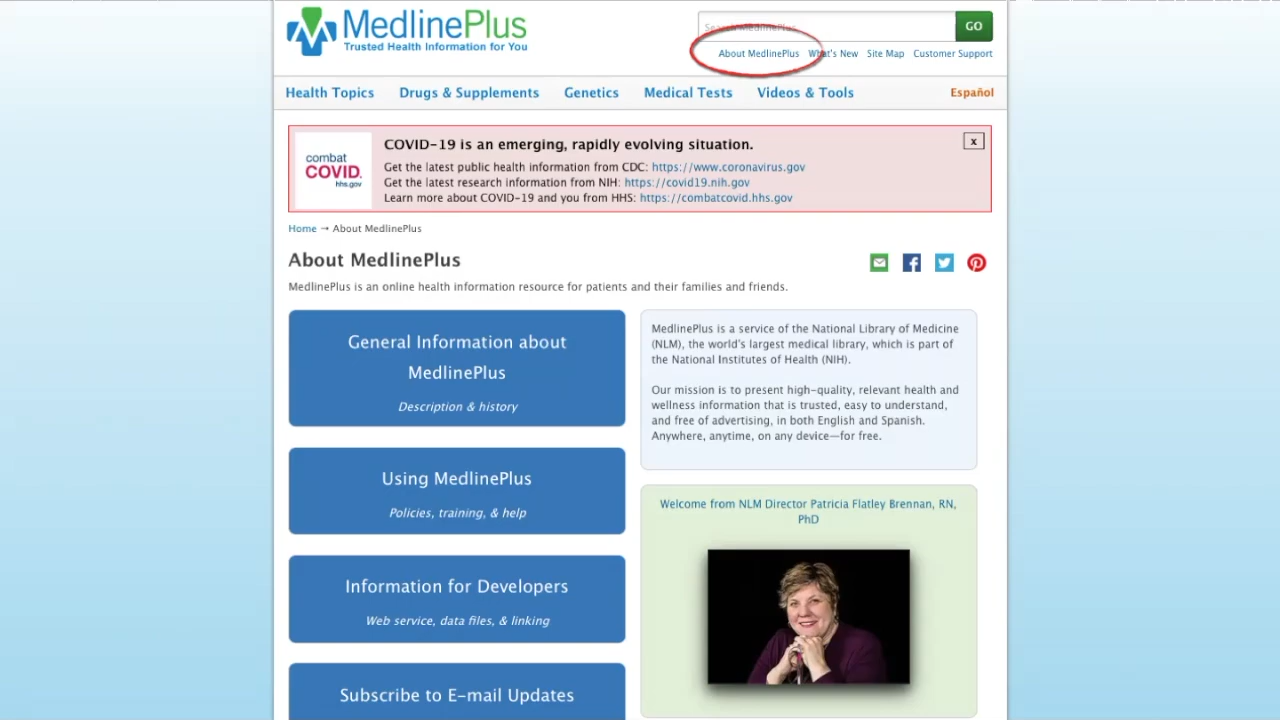 MedlinePlus
Trusted Health Information for You
Search MedlinePlus
GO
About MedlinePlus What's New Site Map Customer Support
Health Topics Drugs & Supplements Genetics Medical Tests Videos & Tools Español
combat
COVID.
hhs.gov
COVID-19 is an emerging, rapidly evolving situation.
x
Get the latest public health information from CDC: https://www.coronavirus.gov
Get the latest research information from NIH: https://covid19.nih.gov
Learn more about COVID-19 and you from HHS: https://combatcovid.hhs.gov
Home → About MedlinePlus
About MedlinePlus
MedlinePlus is an online health information resource for patients and their families and friends.
General Information about
MedlinePlus
Description & history
Using MedlinePlus
Policies, training, & help
Information for Developers
Web service, data files, & linking
Subscribe to E-mail Updates
MedlinePlus is a service of the National Library of Medicine
(NLM), the world's largest medical library, which is part of
the National Institutes of Health (NIH).
Our mission is to present high-quality, relevant health and
wellness information that is trusted, easy to understand,
and free of advertising, in both English and Spanish.
Anywhere, anytime, on any device—for free.
Welcome from NLM Director Patricia Flatley Brennan, RN,
PhD